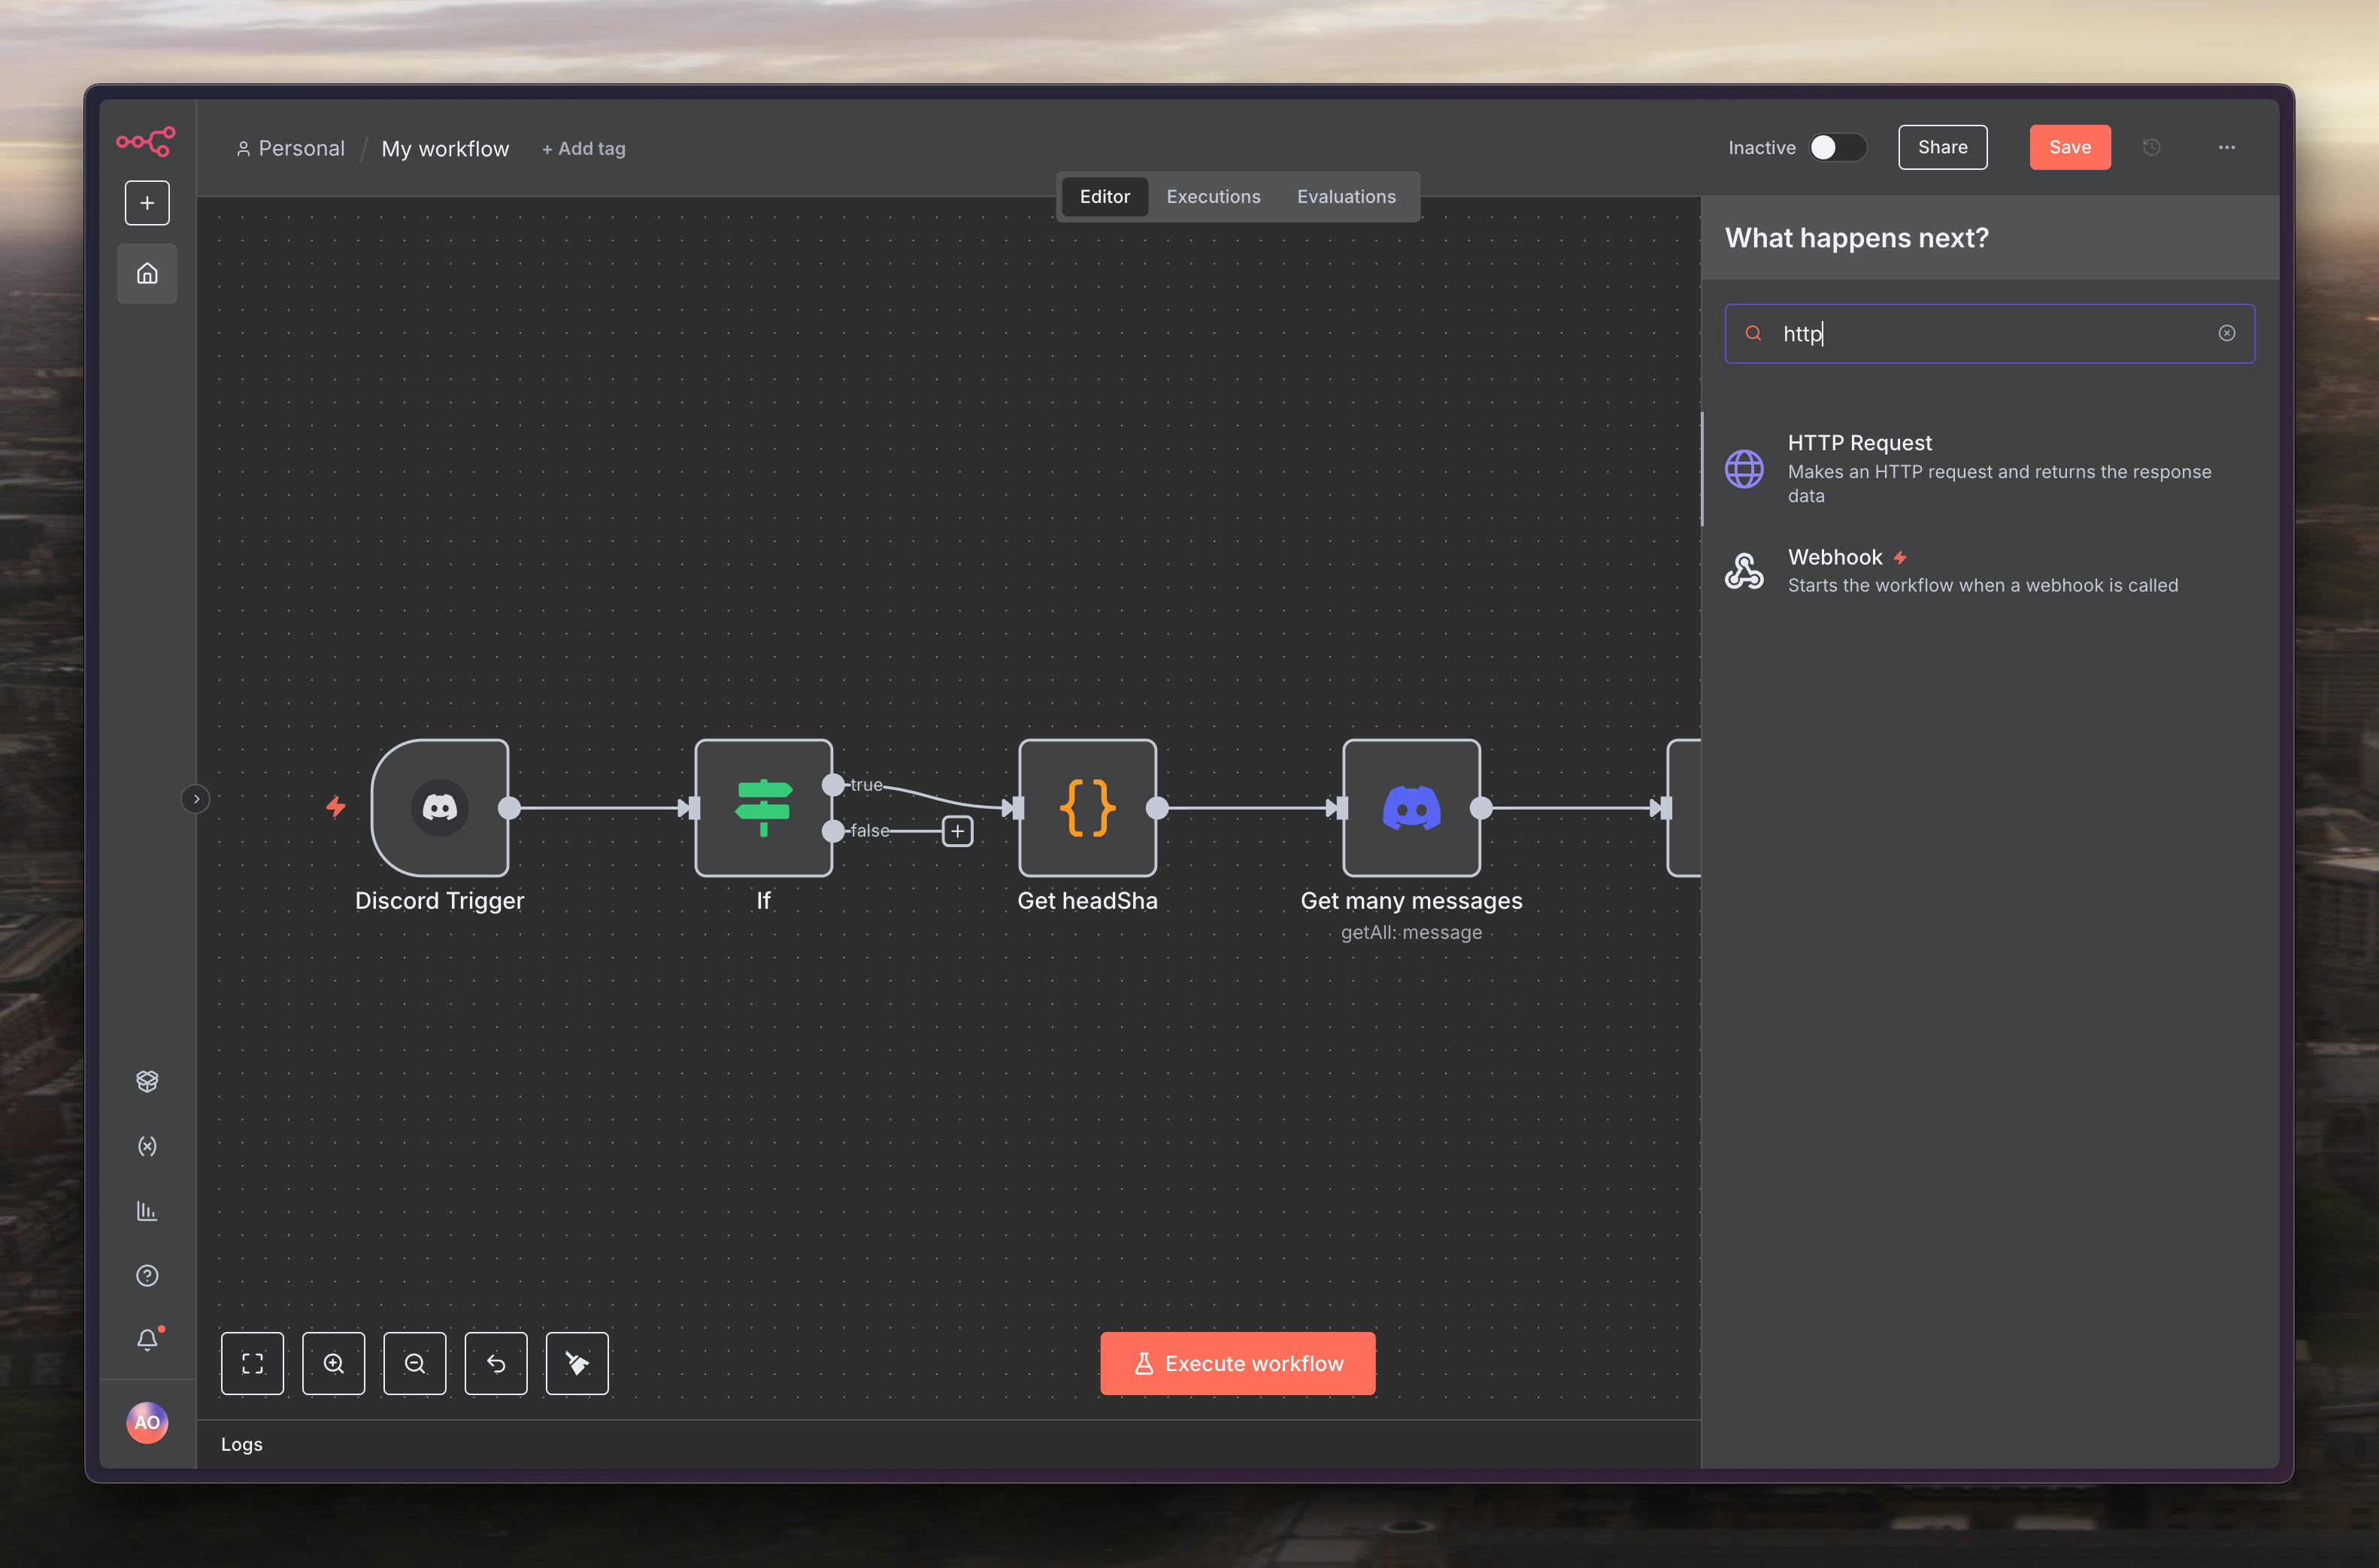 Personal / My workflow + Add tag
Inactive
Share
Save
Editor Executions Evaluations
What happens next?
http
HTTP Request
Makes an HTTP request and returns the response
data
Webhook
Starts the workflow when a webhook is called
true
false
Discord Trigger
If
Get headSha
Get many messages
getAll: message
Execute workflow
AO
Logs